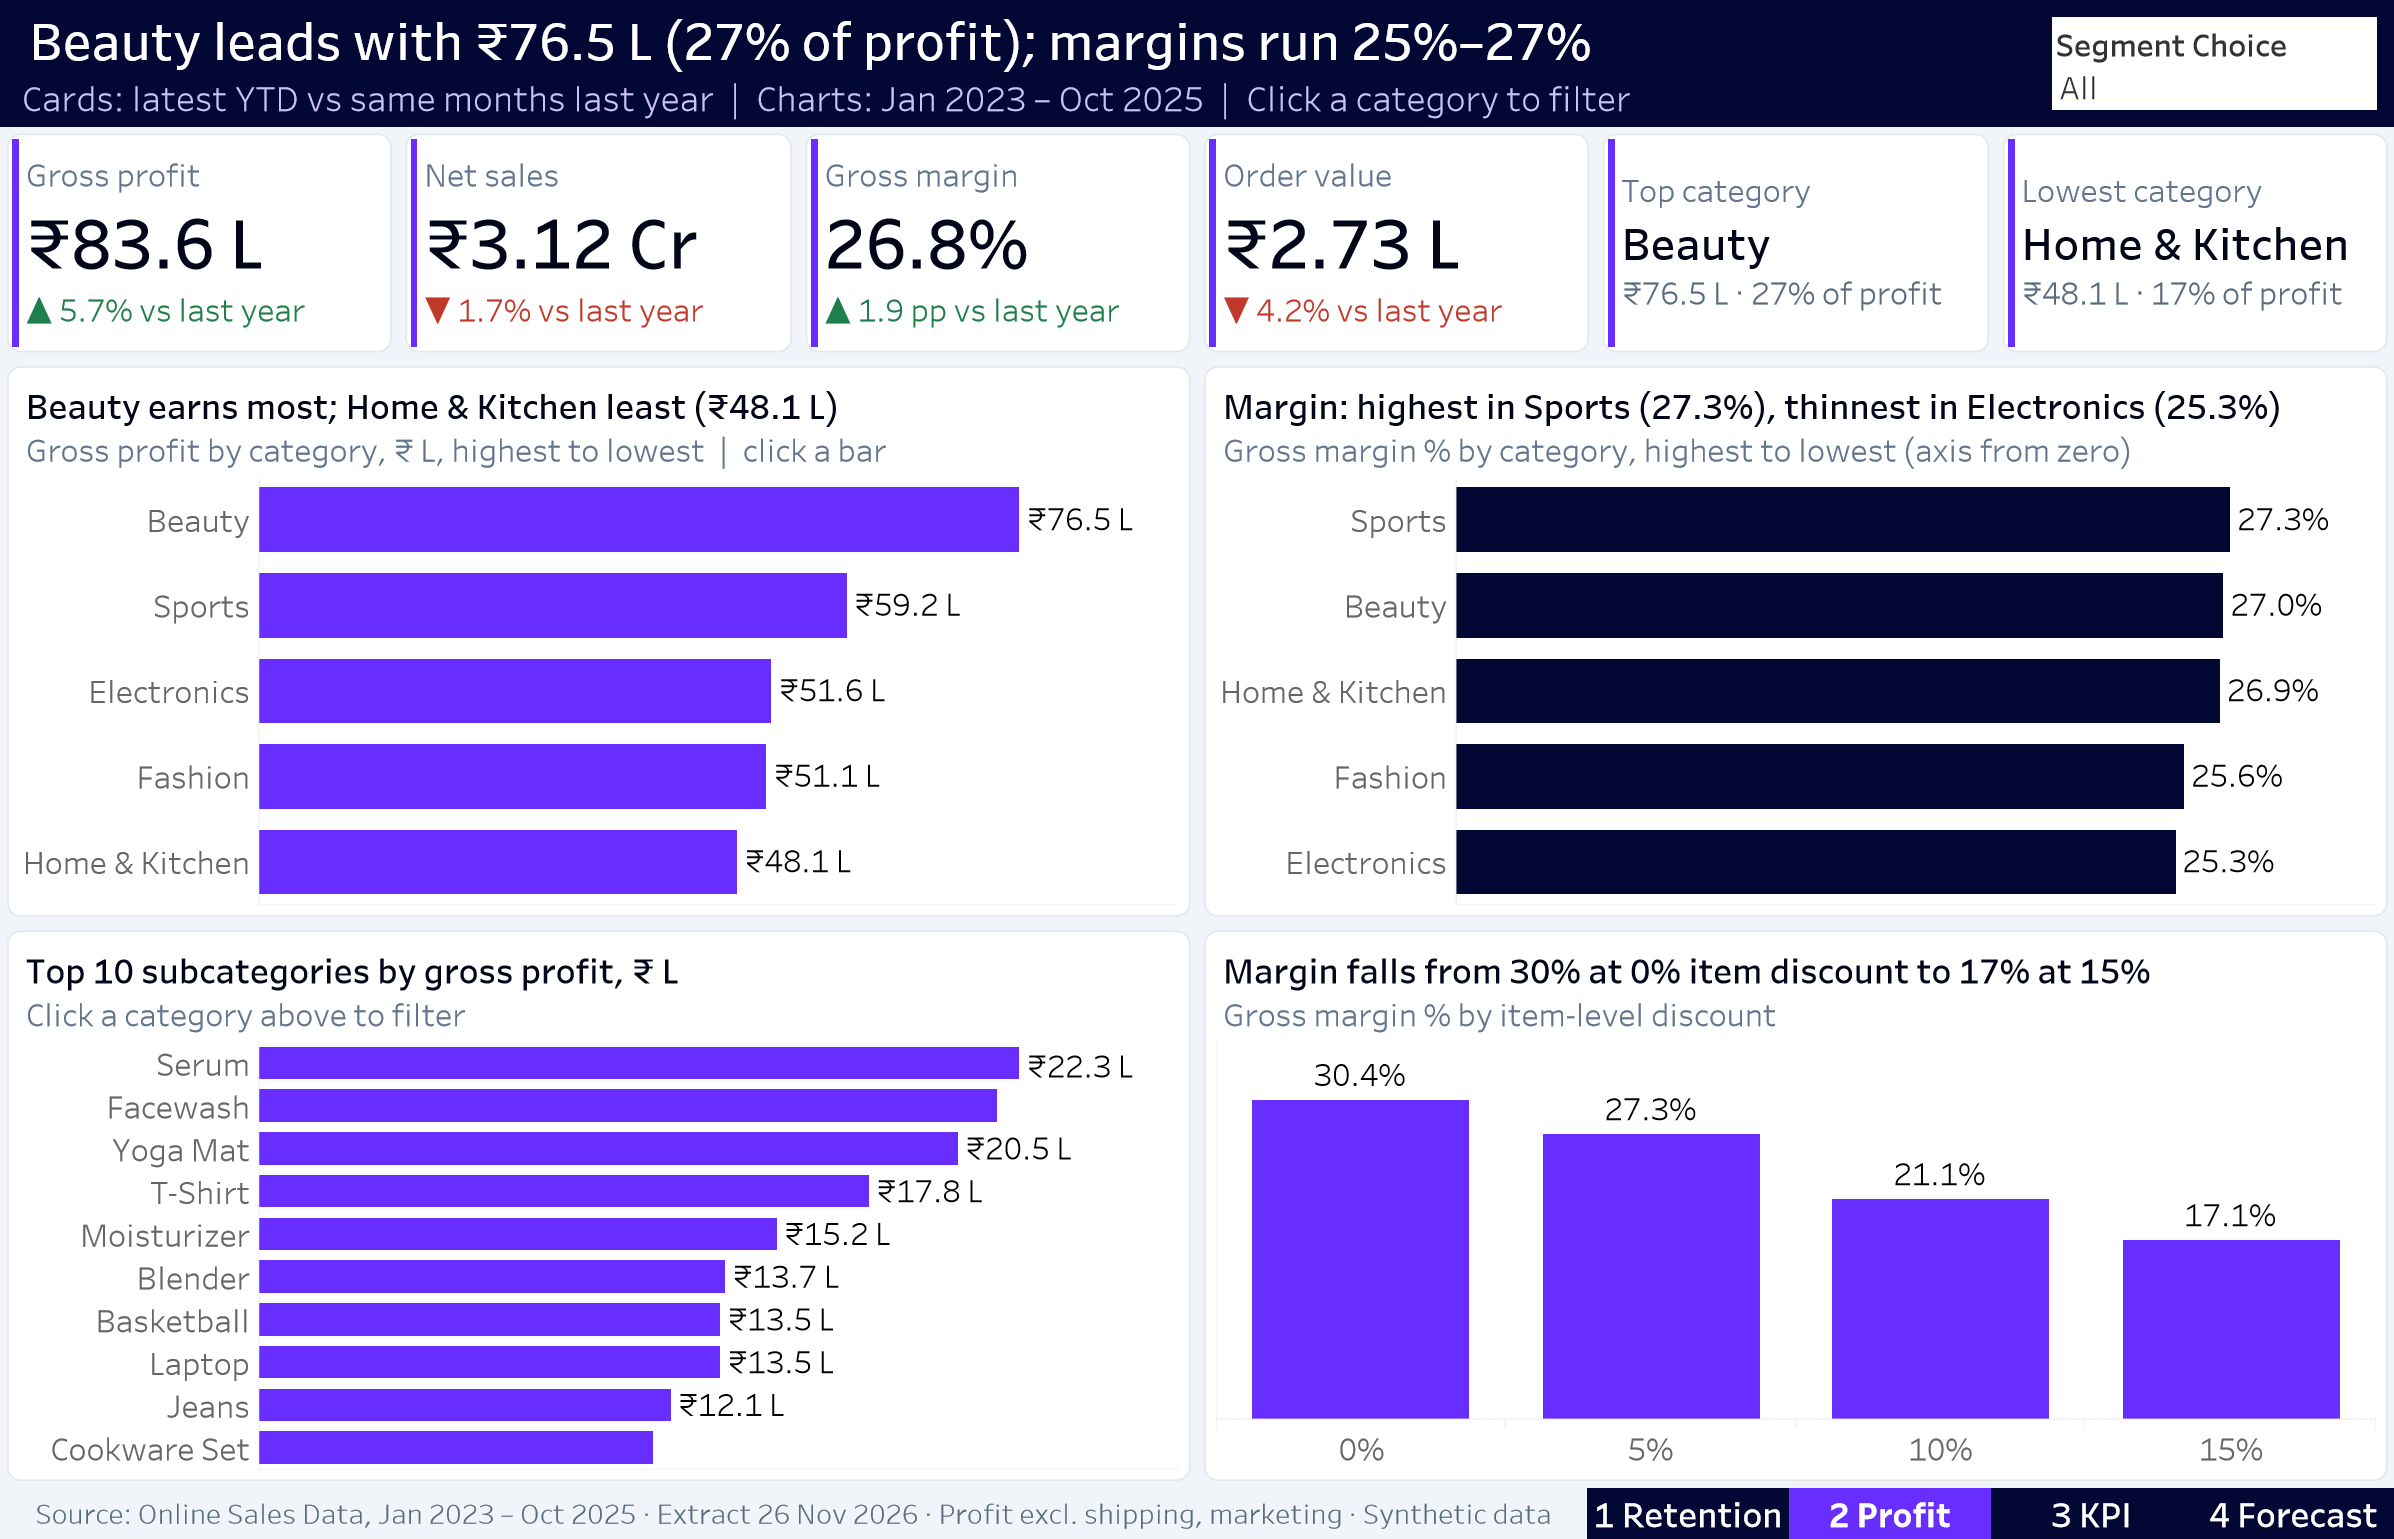 Beauty leads with ₹76.5 L (27% of profit); margins run 25%–27%
Cards: latest YTD vs same months last year | Charts: Jan 2023 – Oct 2025 | Click a category to filter
Segment Choice
All
Gross profit
₹83.6 L
▲ 5.7% vs last year
Net sales
₹3.12 Cr
▼ 1.7% vs last year
Gross margin
26.8%
▲ 1.9 pp vs last year
Order value
₹2.73 L
▼ 4.2% vs last year
Top category
Beauty
₹76.5 L · 27% of profit
Lowest category
Home & Kitchen
₹48.1 L · 17% of profit
Beauty earns most; Home & Kitchen least (₹48.1 L)
Gross profit by category, ₹ L, highest to lowest | click a bar
Beauty ₹76.5 L
Sports ₹59.2 L
Electronics ₹51.6 L
Fashion ₹51.1 L
Home & Kitchen ₹48.1 L
Margin: highest in Sports (27.3%), thinnest in Electronics (25.3%)
Gross margin % by category, highest to lowest (axis from zero)
Sports 27.3%
Beauty 27.0%
Home & Kitchen 26.9%
Fashion 25.6%
Electronics 25.3%
Top 10 subcategories by gross profit, ₹ L
Click a category above to filter
Serum ₹22.3 L
Facewash
Yoga Mat ₹20.5 L
T-Shirt ₹17.8 L
Moisturizer ₹15.2 L
Blender ₹13.7 L
Basketball ₹13.5 L
Laptop ₹13.5 L
Jeans ₹12.1 L
Cookware Set
Margin falls from 30% at 0% item discount to 17% at 15%
Gross margin % by item-level discount
30.4% 27.3% 21.1% 17.1%
0% 5% 10% 15%
Source: Online Sales Data, Jan 2023 – Oct 2025 · Extract 26 Nov 2026 · Profit excl. shipping, marketing · Synthetic data
1 Retention 2 Profit 3 KPI 4 Forecast